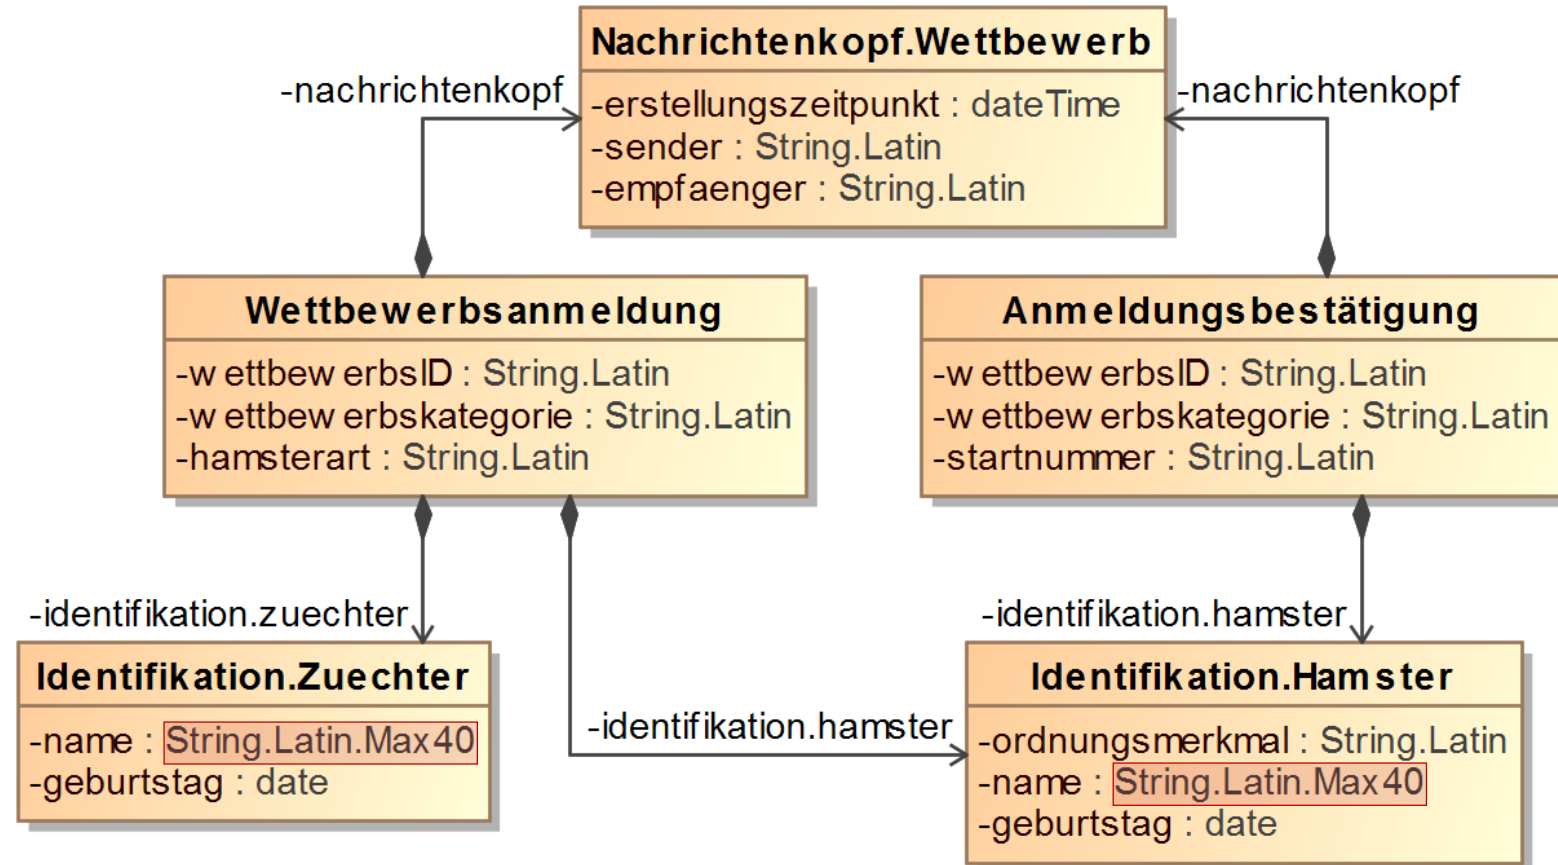 Nachrichtenkopf.Wettbewerb
-nachrichtenkopf
-erstellungszeitpunkt : dateTime
-sender : String.Latin
-empfaenger : String.Latin
-nachrichtenkopf
Wettbewerbsanmeldung
-wettbewerbsID : String.Latin
-wettbewerbskategorie : String.Latin
-hamsterart : String.Latin
Anmeldungsbestätigung
-wettbewerbsID : String.Latin
-wettbewerbskategorie : String.Latin
-startnummer : String.Latin
-identifikation.zuechter
-identifikation.hamster
Identifikation.Zuechter
-name : String.Latin.Max40
-geburtstag : date
-identifikation.hamster
Identifikation.Hamster
-ordnungsmerkmal : String.Latin
-name : String.Latin.Max40
-geburtstag : date